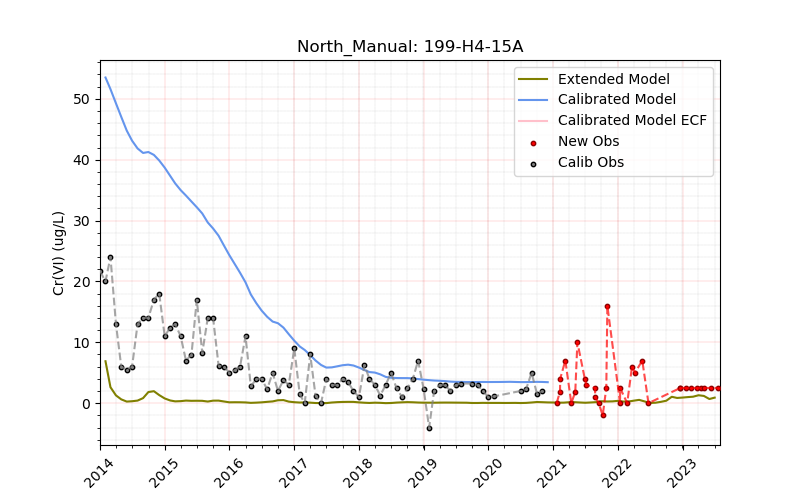 North_Manual: 199-H4-15A
Extended Model
Calibrated Model
Calibrated Model ECF
New Obs
Calib Obs
Cr(VI) (ug/L)
50
40
30
20
10
0
2014 2015 2016 2017 2018 2019 2020 2021 2022 2023